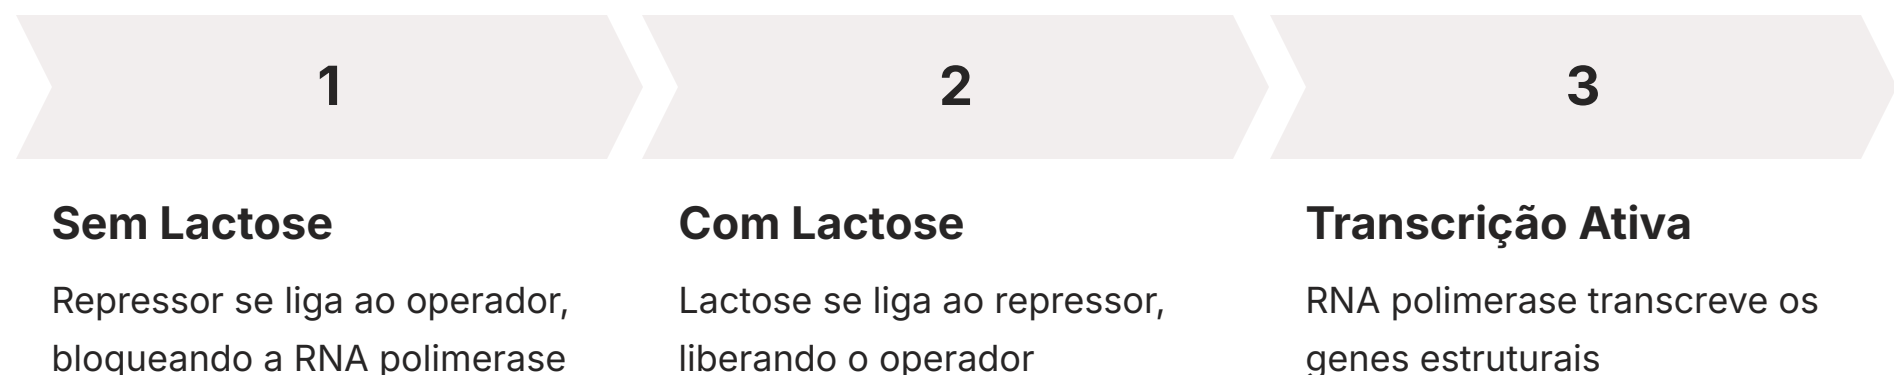 1
2
3
Sem Lactose
Repressor se liga ao operador,
bloqueando a RNA polimerase
Com Lactose
Lactose se liga ao repressor,
liberando o operador
Transcrição Ativa
RNA polimerase transcreve os
genes estruturais